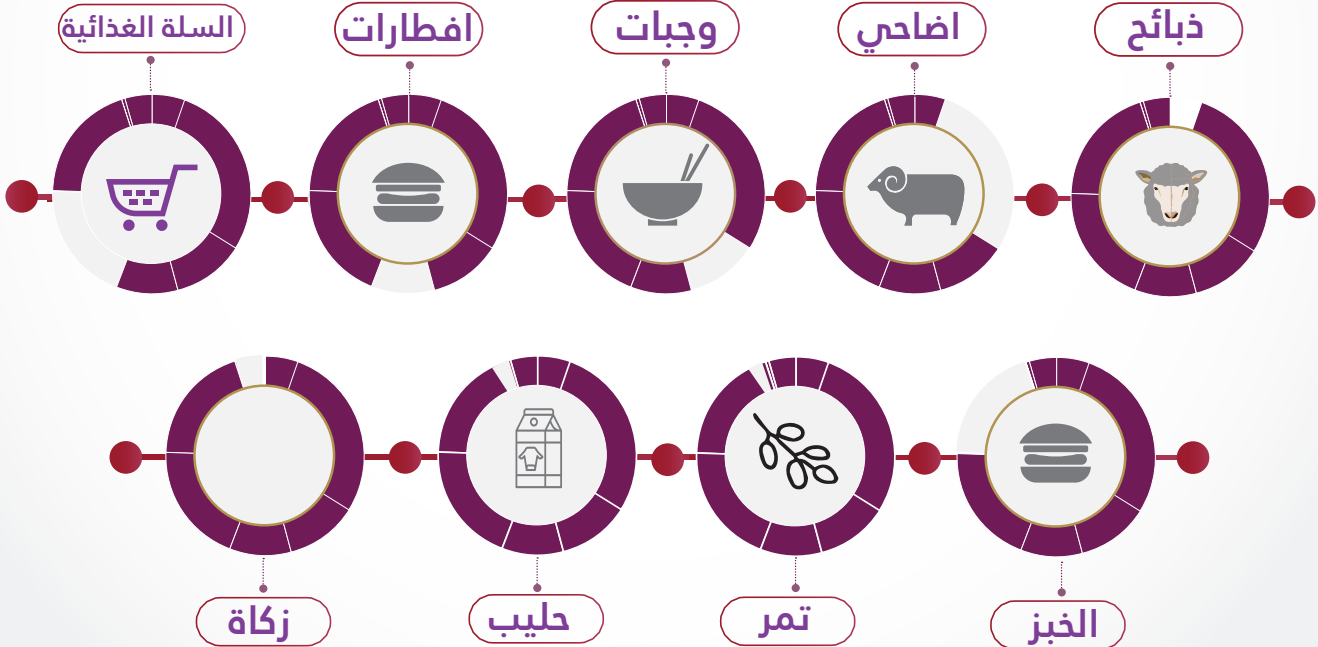 ذبائح
اضاحي
وجبات
افطارات
السلة الغذائية
الخبز
تمر
حليب
زكاة